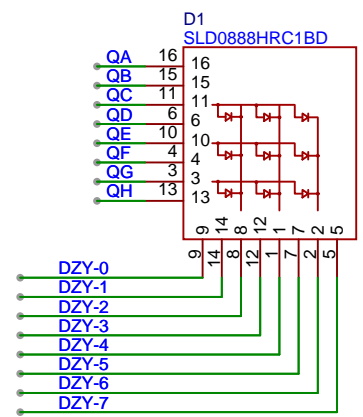 D1
SLD0888HRC1BD
QA 16 16
QB 15 15
QC 11 11
QD 6 6
QE 10 10
QF 4 4
QG 3 3
QH 13 13
9 14 8 12 1 7 2 5
9 14 8 12 1 7 2 5
DZY-0
DZY-1
DZY-2
DZY-3
DZY-4
DZY-5
DZY-6
DZY-7